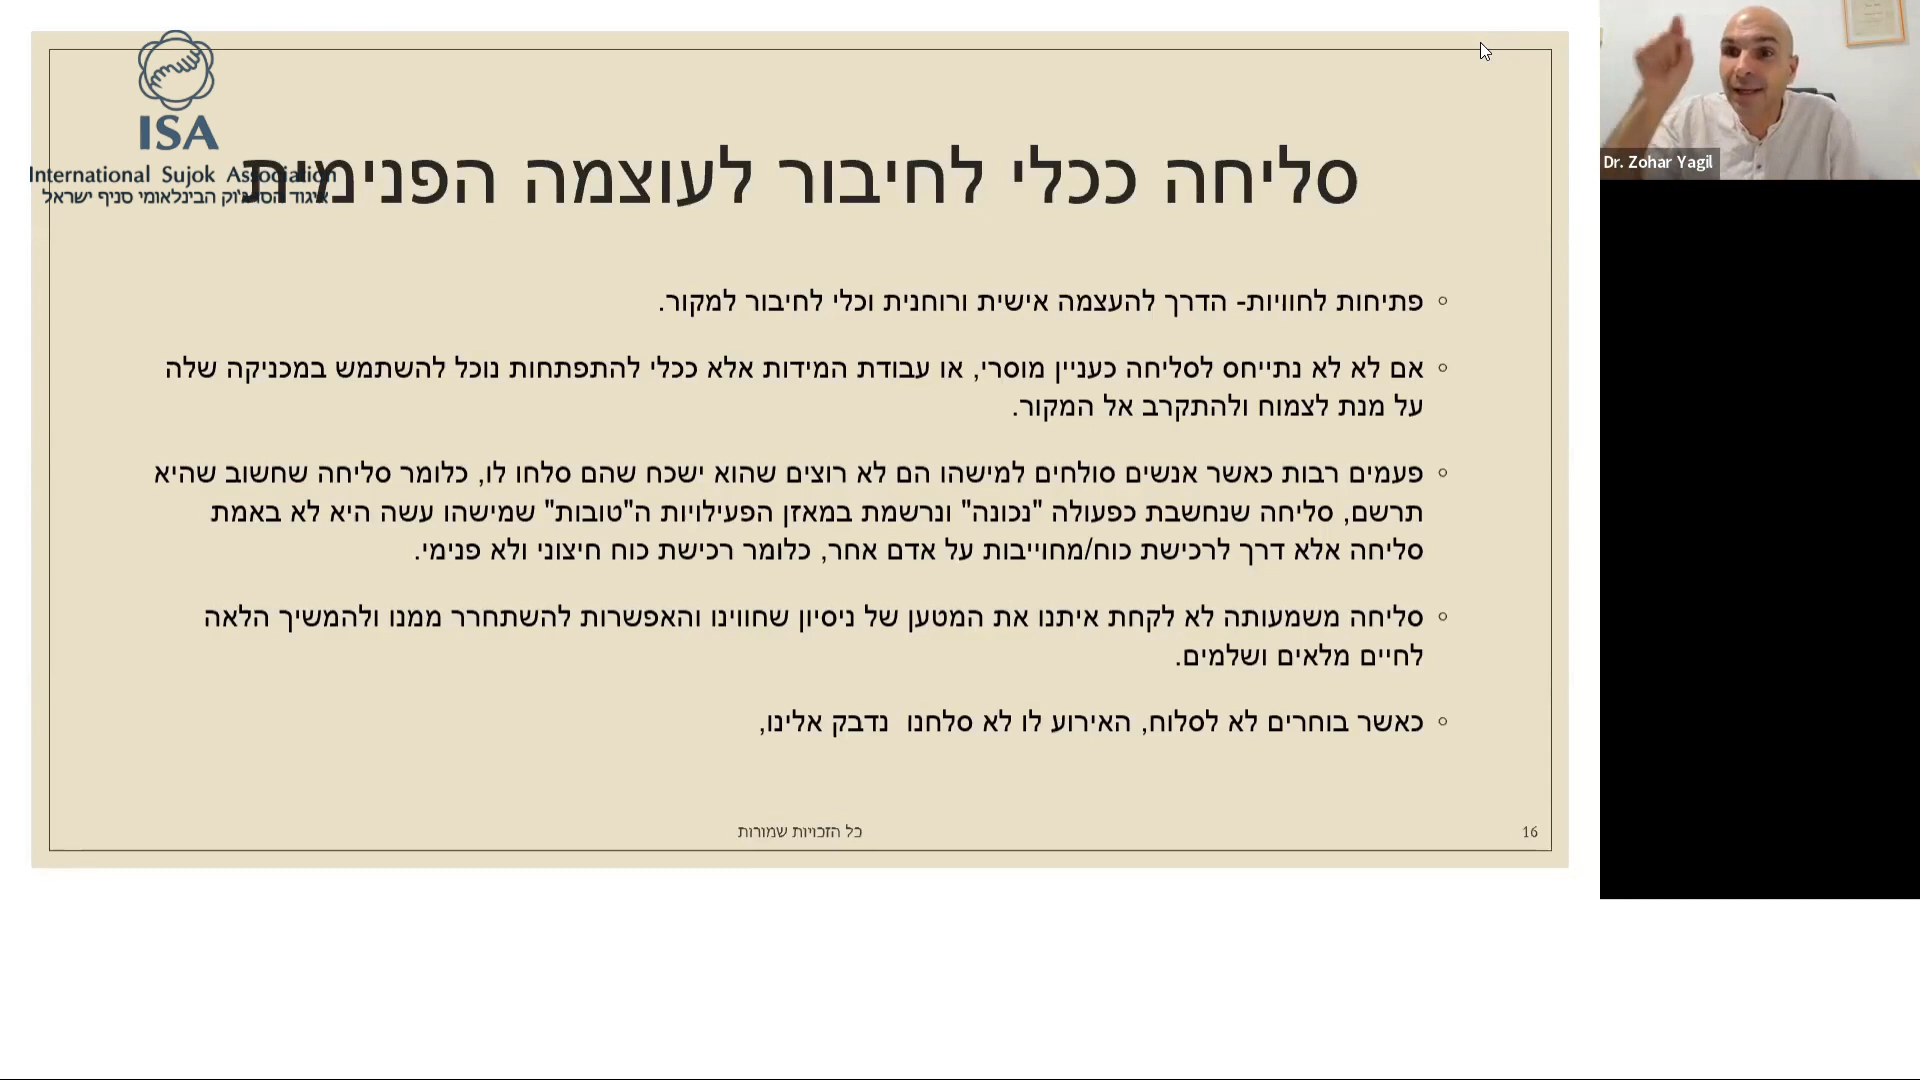 ISA
International Sujok Association
איגוד הסוג'וק הבינלאומי סניף ישראל
סליחה ככלי לחיבור לעוצמה הפנימית
פתיחות לחוויות- הדרך להעצמה אישית ורוחנית וכלי לחיבור למקור.
אם לא לא נתייחס לסליחה כעניין מוסרי, או עבודת המידות אלא ככלי להתפתחות נוכל להשתמש במכניקה שלה
על מנת לצמוח ולהתקרב אל המקור.
פעמים רבות כאשר אנשים סולחים למישהו הם לא רוצים שהוא ישכח שהם סלחו לו, כלומר סליחה שחשוב שהיא
תרשם, סליחה שנחשבת כפעולה "נכונה" ונרשמת במאזן הפעילויות ה"טובות" שמישהו עשה היא לא באמת
סליחה אלא דרך לרכישת כוח/מחוייבות על אדם אחר, כלומר רכישת כוח חיצוני ולא פנימי.
סליחה משמעותה לא לקחת איתנו את המטען של ניסיון שחווינו והאפשרות להשתחרר ממנו ולהמשיך הלאה
לחיים מלאים ושלמים.
כאשר בוחרים לא לסלוח, האירוע לו לא סלחנו  נדבק אלינו,
כל הזכויות שמורות
16
Dr. Zohar Yagil